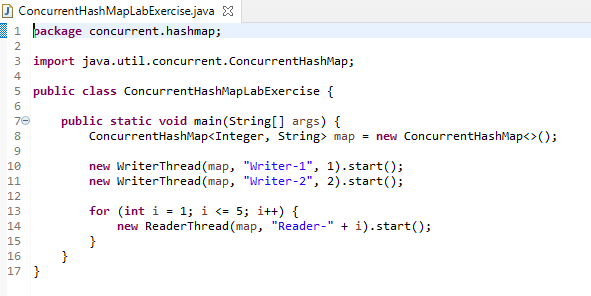 ConcurrentHashMapLabExercise.java
1 package concurrent.hashmap;
2
3 import java.util.concurrent.ConcurrentHashMap;
4
5 public class ConcurrentHashMapLabExercise {
6
7     public static void main(String[] args) {
8         ConcurrentHashMap<Integer, String> map = new ConcurrentHashMap<>();
9
10         new WriterThread(map, "Writer-1", 1).start();
11         new WriterThread(map, "Writer-2", 2).start();
12
13         for (int i = 1; i <= 5; i++) {
14             new ReaderThread(map, "Reader-" + i).start();
15         }
16     }
17 }